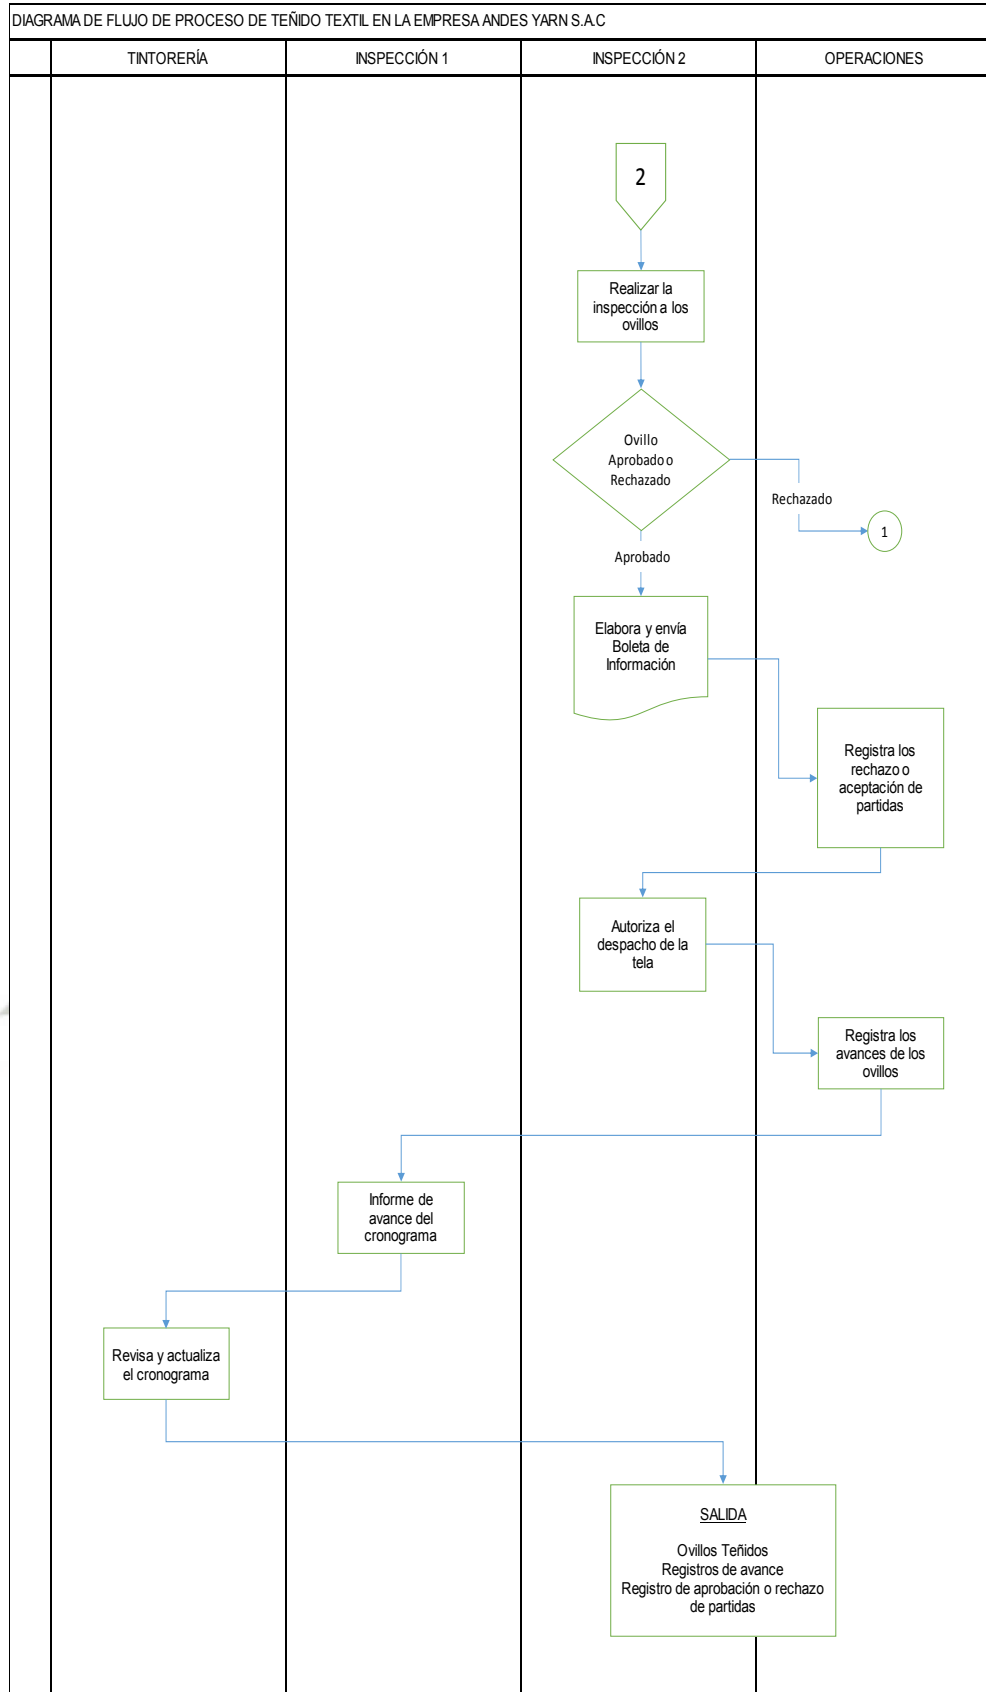 DIAGRAMA DE FLUJO DE PROCESO DE TEÑIDO TEXTIL EN LA EMPRESA ANDES YARN S.A.C
TINTORERÍA
INSPECCIÓN 1
INSPECCIÓN 2
OPERACIONES
2
Realizar la
inspección a los
ovillos
Ovillo
Aprobado o
Rechazado
Rechazado
1
Aprobado
Elabora y envía
Boleta de
Información
Registra los
rechazo o
aceptación de
partidas
Autoriza el
despacho de la
tela
Registra los
avances de los
ovillos
Informe de
avance del
cronograma
Revisa y actualiza
el cronograma
SALIDA
Ovillos Teñidos
Registros de avance
Registro de aprobación o rechazo
de partidas